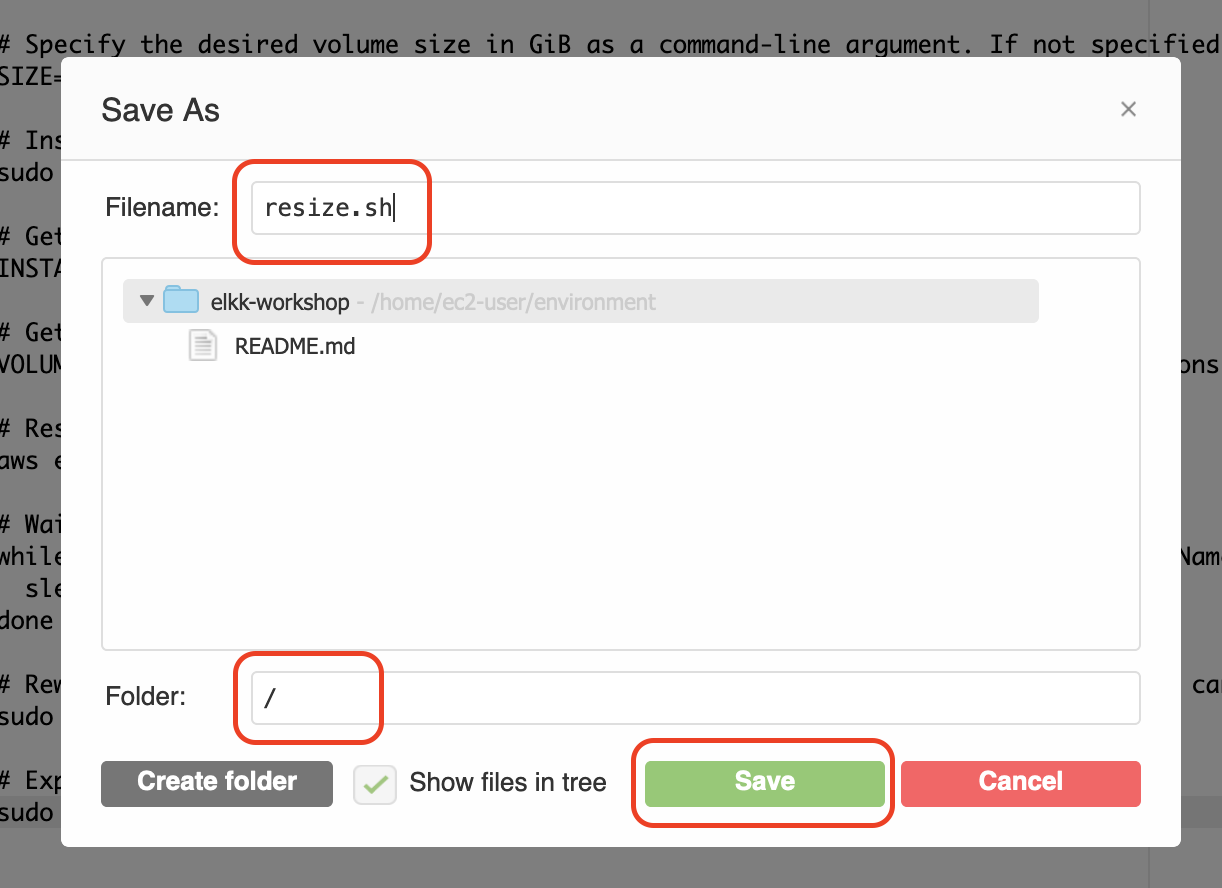 # Specify the desired volume size in GiB as a command-line argument. If not specified
SIZE=
Save As
×
# Ins
sudo
Filename: resize.sh
# Get
INSTA
elkk-workshop - /home/ec2-user/environment
# Get
README.md
VOLUM
ons
# Res
aws e
# Wai
while
Nam
sle
done
# Rew
Folder: /
ca
sudo
# Exp
Create folder
Show files in tree
Save
Cancel
sudo